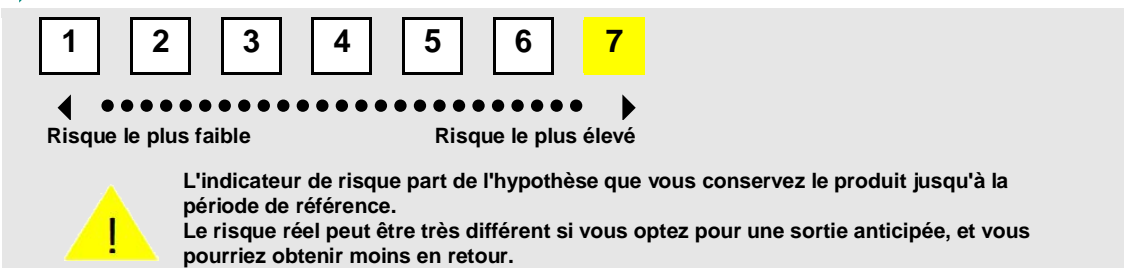 1 2 3 4 5 6 7
Risque le plus faible Risque le plus élevé
L'indicateur de risque part de l'hypothèse que vous conservez le produit jusqu'à la
période de référence.
! Le risque réel peut être très différent si vous optez pour une sortie anticipée, et vous
pourriez obtenir moins en retour.